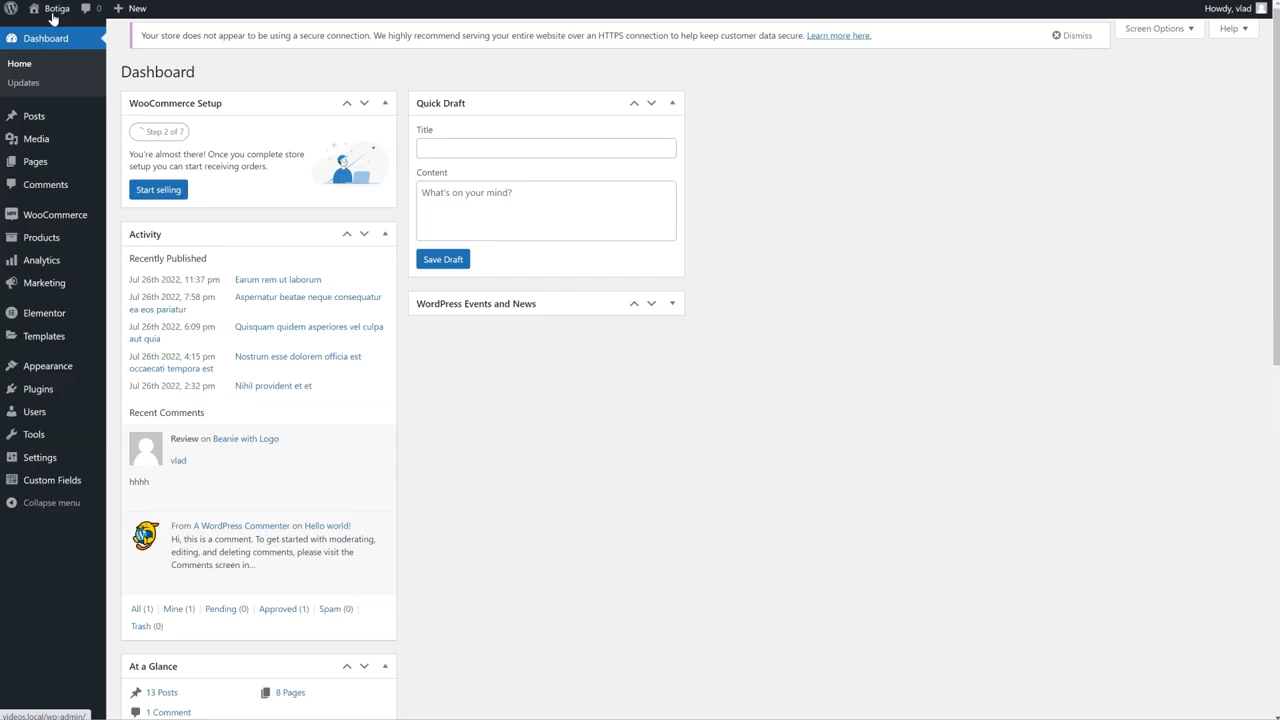 Botiga 0 New Howdy, vlad
Dashboard
Home
Updates
Posts
Media
Pages
Comments
WooCommerce
Products
Analytics
Marketing
Elementor
Templates
Appearance
Plugins
Users
Tools
Settings
Custom Fields
Collapse menu
Your store does not appear to be using a secure connection. We highly recommend serving your entire website over an HTTPS connection to help keep customer data secure. Learn more here.
Dismiss
Screen Options
Help
Dashboard
WooCommerce Setup
Step 2 of 7
You're almost there! Once you complete store
setup you can start receiving orders.
Start selling
Activity
Recently Published
Jul 26th 2022, 11:37 pm Earum rem ut laborum
Jul 26th 2022, 7:58 pm Aspernatur beatae neque consequatur
ea eos pariatur
Jul 26th 2022, 6:09 pm Quisquam quidem asperiores vel culpa
aut quia
Jul 26th 2022, 4:15 pm Nostrum esse dolorem officia est
occaecati tempora est
Jul 26th 2022, 2:32 pm Nihil provident et et
Recent Comments
Review on Beanie with Logo
vlad
hhhh
From A WordPress Commenter on Hello world!
Hi, this is a comment. To get started with moderating,
editing, and deleting comments, please visit the
Comments screen in…
All (1) | Mine (1) | Pending (0) | Approved (1) | Spam (0) |
Trash (0)
At a Glance
13 Posts 8 Pages
1 Comment
Quick Draft
Title
Content
What's on your mind?
Save Draft
WordPress Events and News
videos.local/wp-admin/